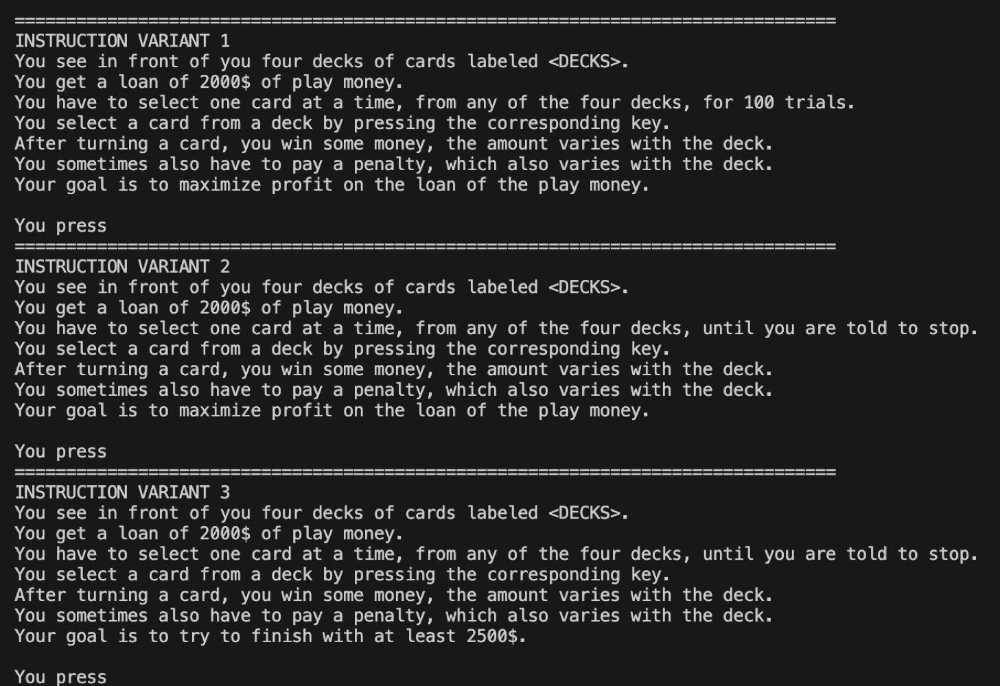 ================================================================================
INSTRUCTION VARIANT 1
You see in front of you four decks of cards labeled <DECKS>.
You get a loan of 2000$ of play money.
You have to select one card at a time, from any of the four decks, for 100 trials.
You select a card from a deck by pressing the corresponding key.
After turning a card, you win some money, the amount varies with the deck.
You sometimes also have to pay a penalty, which also varies with the deck.
Your goal is to maximize profit on the loan of the play money.

You press
================================================================================
INSTRUCTION VARIANT 2
You see in front of you four decks of cards labeled <DECKS>.
You get a loan of 2000$ of play money.
You have to select one card at a time, from any of the four decks, until you are told to stop.
You select a card from a deck by pressing the corresponding key.
After turning a card, you win some money, the amount varies with the deck.
You sometimes also have to pay a penalty, which also varies with the deck.
Your goal is to maximize profit on the loan of the play money.

You press
================================================================================
INSTRUCTION VARIANT 3
You see in front of you four decks of cards labeled <DECKS>.
You get a loan of 2000$ of play money.
You have to select one card at a time, from any of the four decks, until you are told to stop.
You select a card from a deck by pressing the corresponding key.
After turning a card, you win some money, the amount varies with the deck.
You sometimes also have to pay a penalty, which also varies with the deck.
Your goal is to try to finish with at least 2500$.

You press